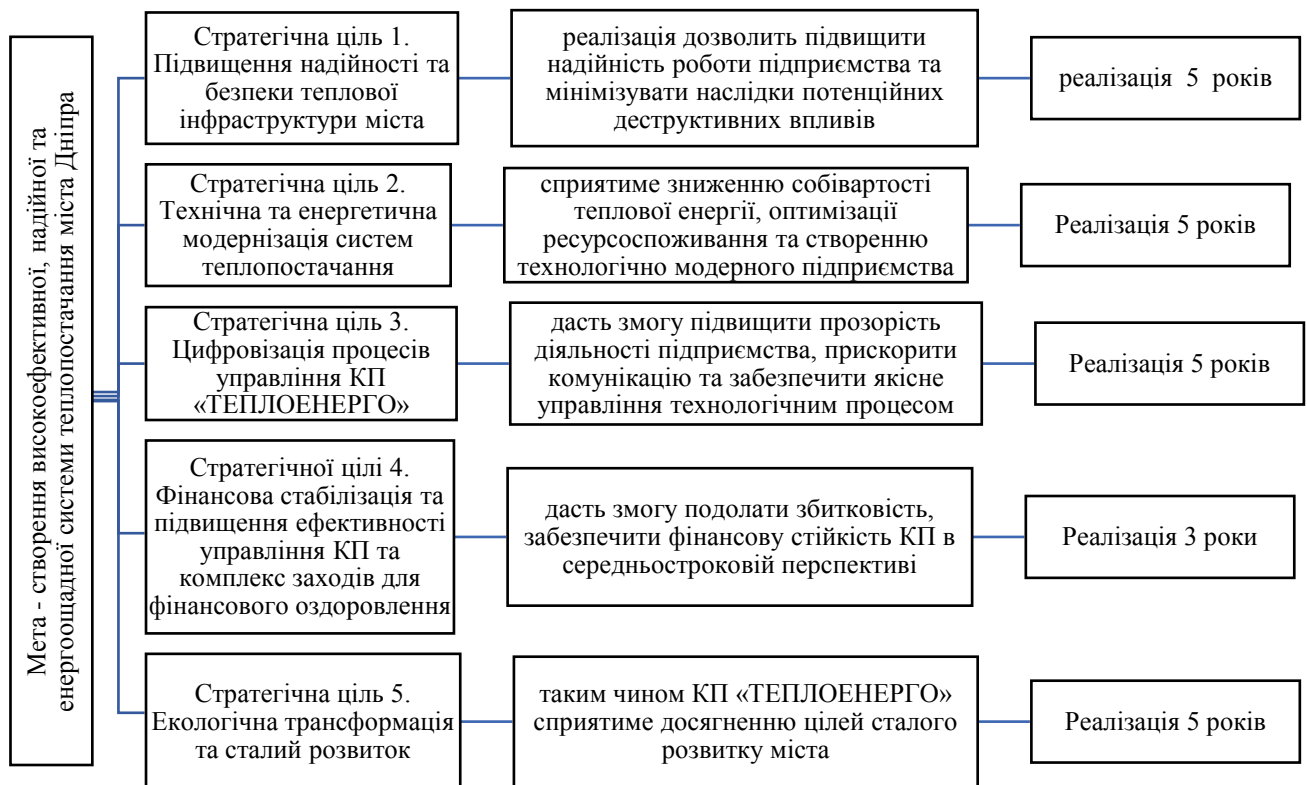 Мета - створення високоефективної, надійної та
енергоощадної системи теплопостачання міста Дніпра
Стратегічна ціль 1.
Підвищення надійності та
безпеки теплової
інфраструктури міста
реалізація дозволить підвищити
надійність роботи підприємства та
мінімізувати наслідки потенційних
деструктивних впливів
реалізація 5 років
Стратегічна ціль 2.
Технічна та енергетична
модернізація систем
теплопостачання
сприятиме зниженню собівартості
теплової енергії, оптимізації
ресурсоспоживання та створенню
технологічно модерного підприємства
Реалізація 5 років
Стратегічна ціль 3.
Цифровізація процесів
управління КП
«ТЕПЛОЕНЕРГО»
дасть змогу підвищити прозорість
діяльності підприємства, прискорити
комунікацію та забезпечити якісне
управління технологічним процесом
Реалізація 5 років
Стратегічної цілі 4.
Фінансова стабілізація та
підвищення ефективності
управління КП та
комплекс заходів для
фінансового оздоровлення
дасть змогу подолати збитковість,
забезпечити фінансову стійкість КП в
середньостроковій перспективі
Реалізація 3 роки
Стратегічна ціль 5.
Екологічна трансформація
та сталий розвиток
таким чином КП «ТЕПЛОЕНЕРГО»
сприятиме досягненню цілей сталого
розвитку міста
Реалізація 5 років